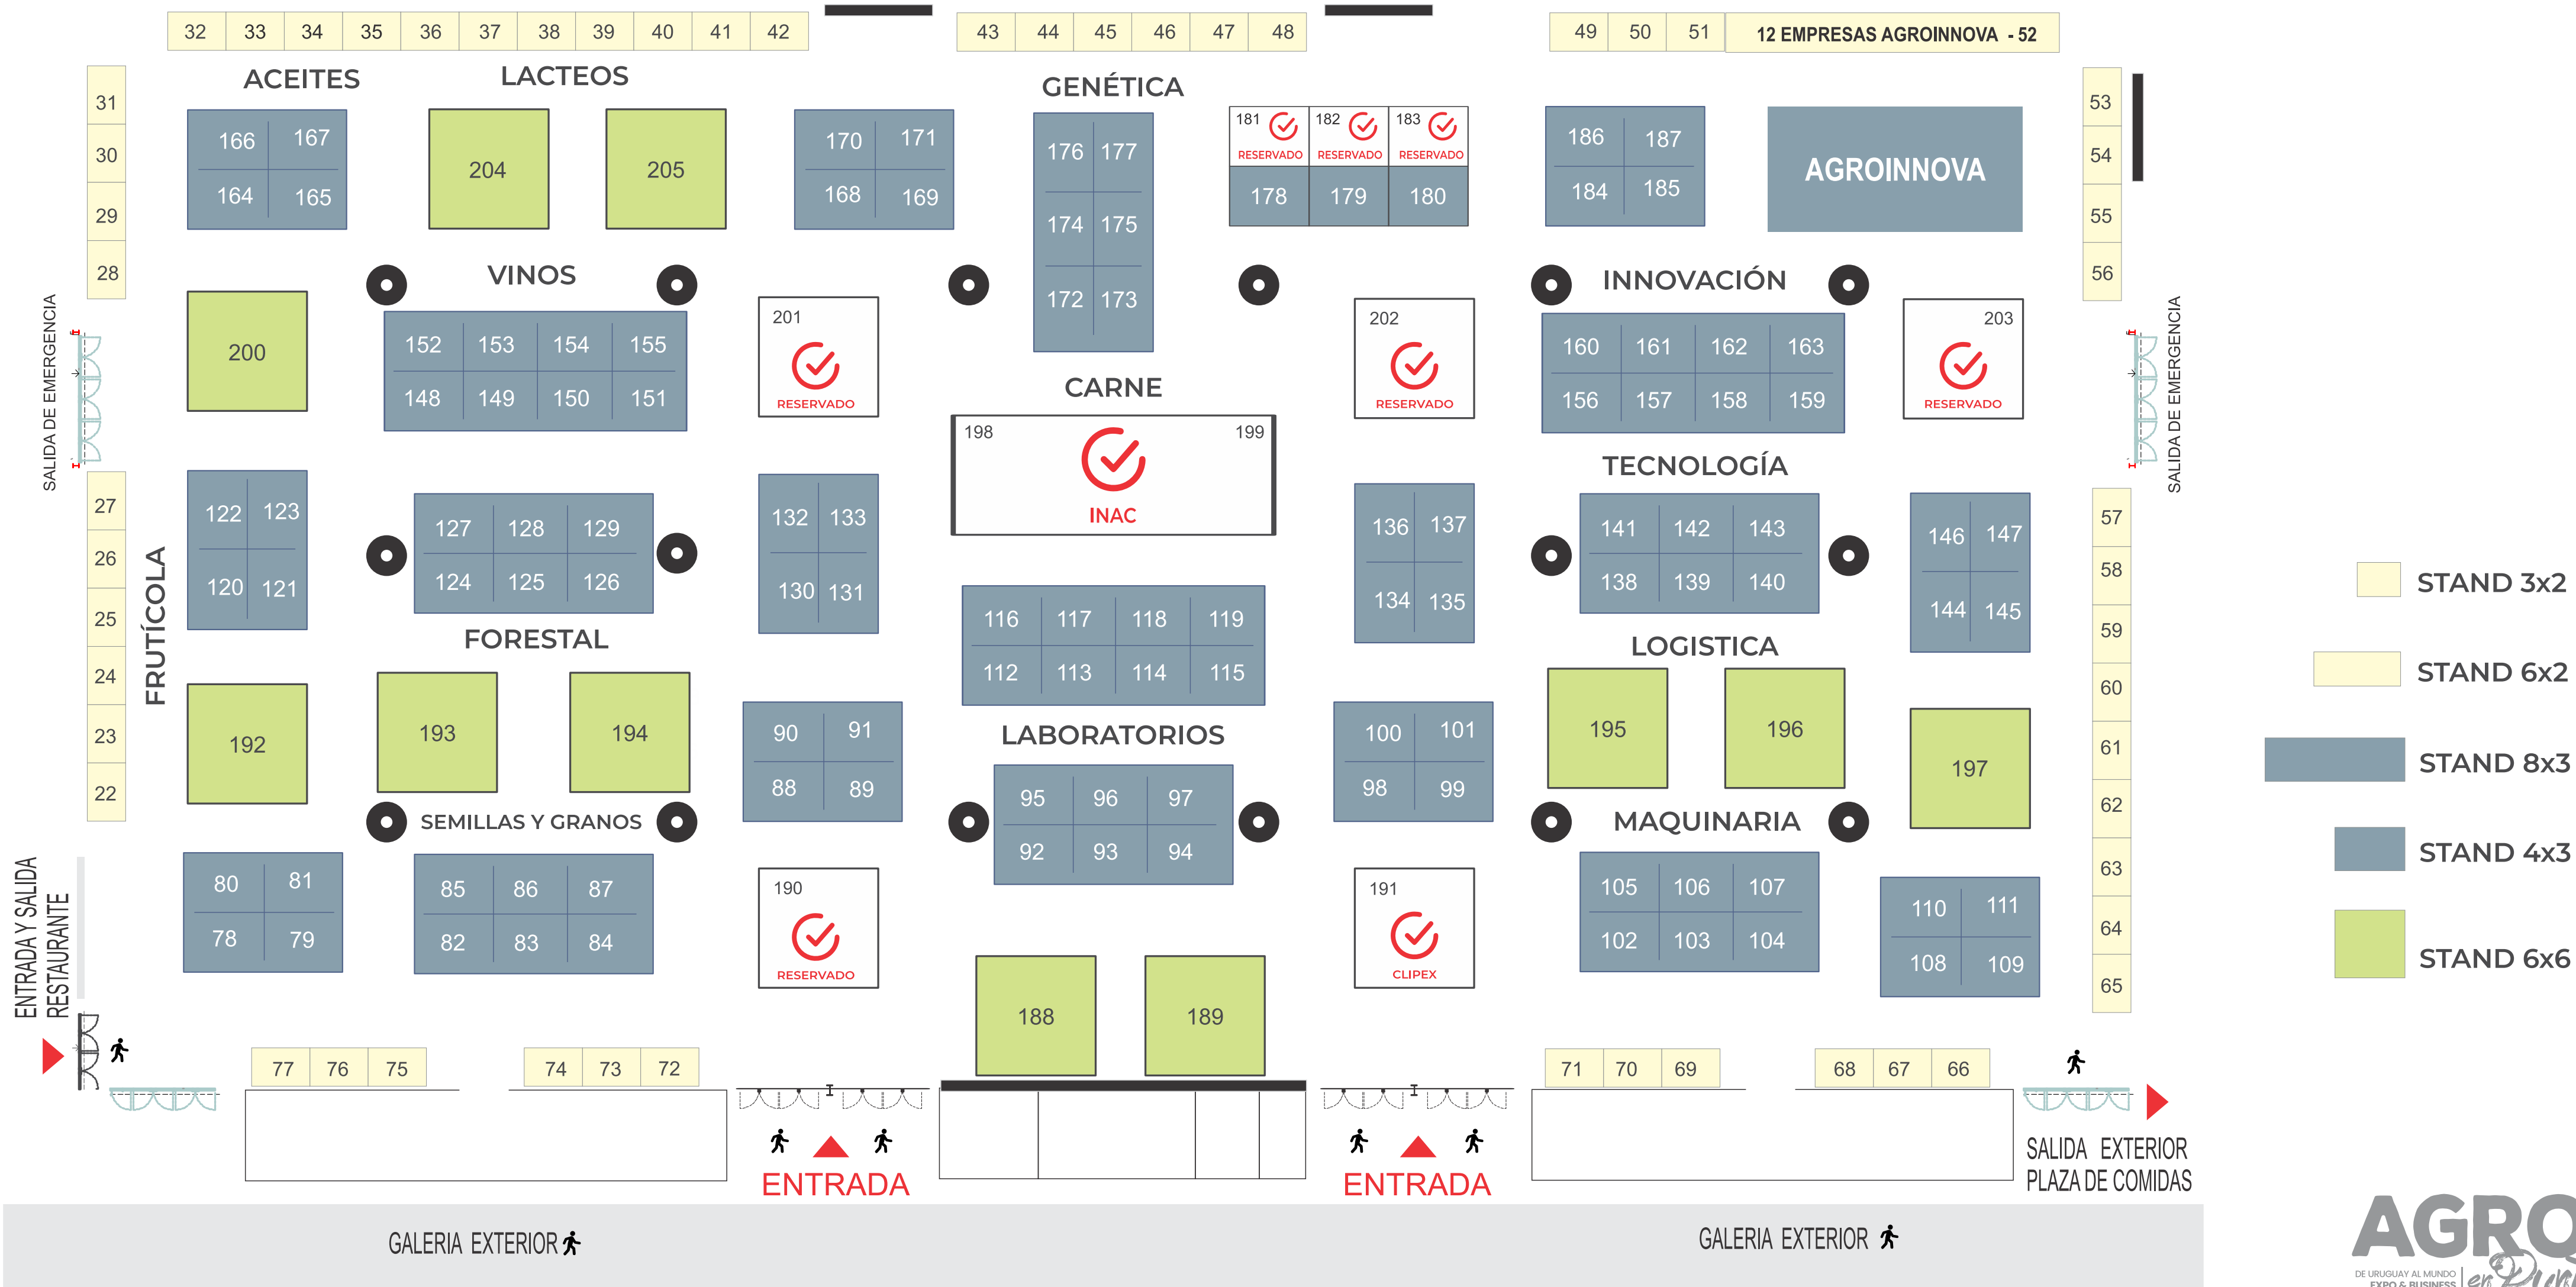 32 33 34 35 36 37 38 39 40 41 42
43 44 45 46 47 48
49 50 51 12 EMPRESAS AGROINNOVA - 52
31
30
29
28
SALIDA DE EMERGENCIA
27
26
25
24
23
22
FRUTÍCOLA
ACEITES
166 167
164 165
LACTEOS
204 205
170 171
168 169
GENÉTICA
176 177
174 175
172 173
181 182 183
RESERVADO RESERVADO RESERVADO
178 179 180
186 187
184 185
AGROINNOVA
53
54
55
56
SALIDA DE EMERGENCIA
57
58
59
60
61
62
63
64
65
200
VINOS
152 153 154 155
148 149 150 151
201
RESERVADO
CARNE
198 199
INAC
202
RESERVADO
INNOVACIÓN
160 161 162 163
156 157 158 159
203
RESERVADO
122 123
120 121
127 128 129
124 125 126
FORESTAL
132 133
130 131
116 117 118 119
112 113 114 115
136 137
134 135
TECNOLOGÍA
141 142 143
138 139 140
146 147
144 145
192
193 194
SEMILLAS Y GRANOS
90 91
88 89
LABORATORIOS
95 96 97
92 93 94
100 101
98 99
LOGISTICA
195 196
197
MAQUINARIA
80 81
78 79
85 86 87
82 83 84
190
RESERVADO
188 189
191
CLIPEX
105 106 107
102 103 104
110 111
108 109
ENTRADA Y SALIDA
RESTAURANTE
77 76 75
74 73 72
71 70 69
68 67 66
ENTRADA
ENTRADA
SALIDA EXTERIOR
PLAZA DE COMIDAS
GALERIA EXTERIOR
GALERIA EXTERIOR
STAND 3x2
STAND 6x2
STAND 8x3
STAND 4x3
STAND 6x6
AGRO
DE URUGUAY AL MUNDO
EXPO & BUSINESS
en